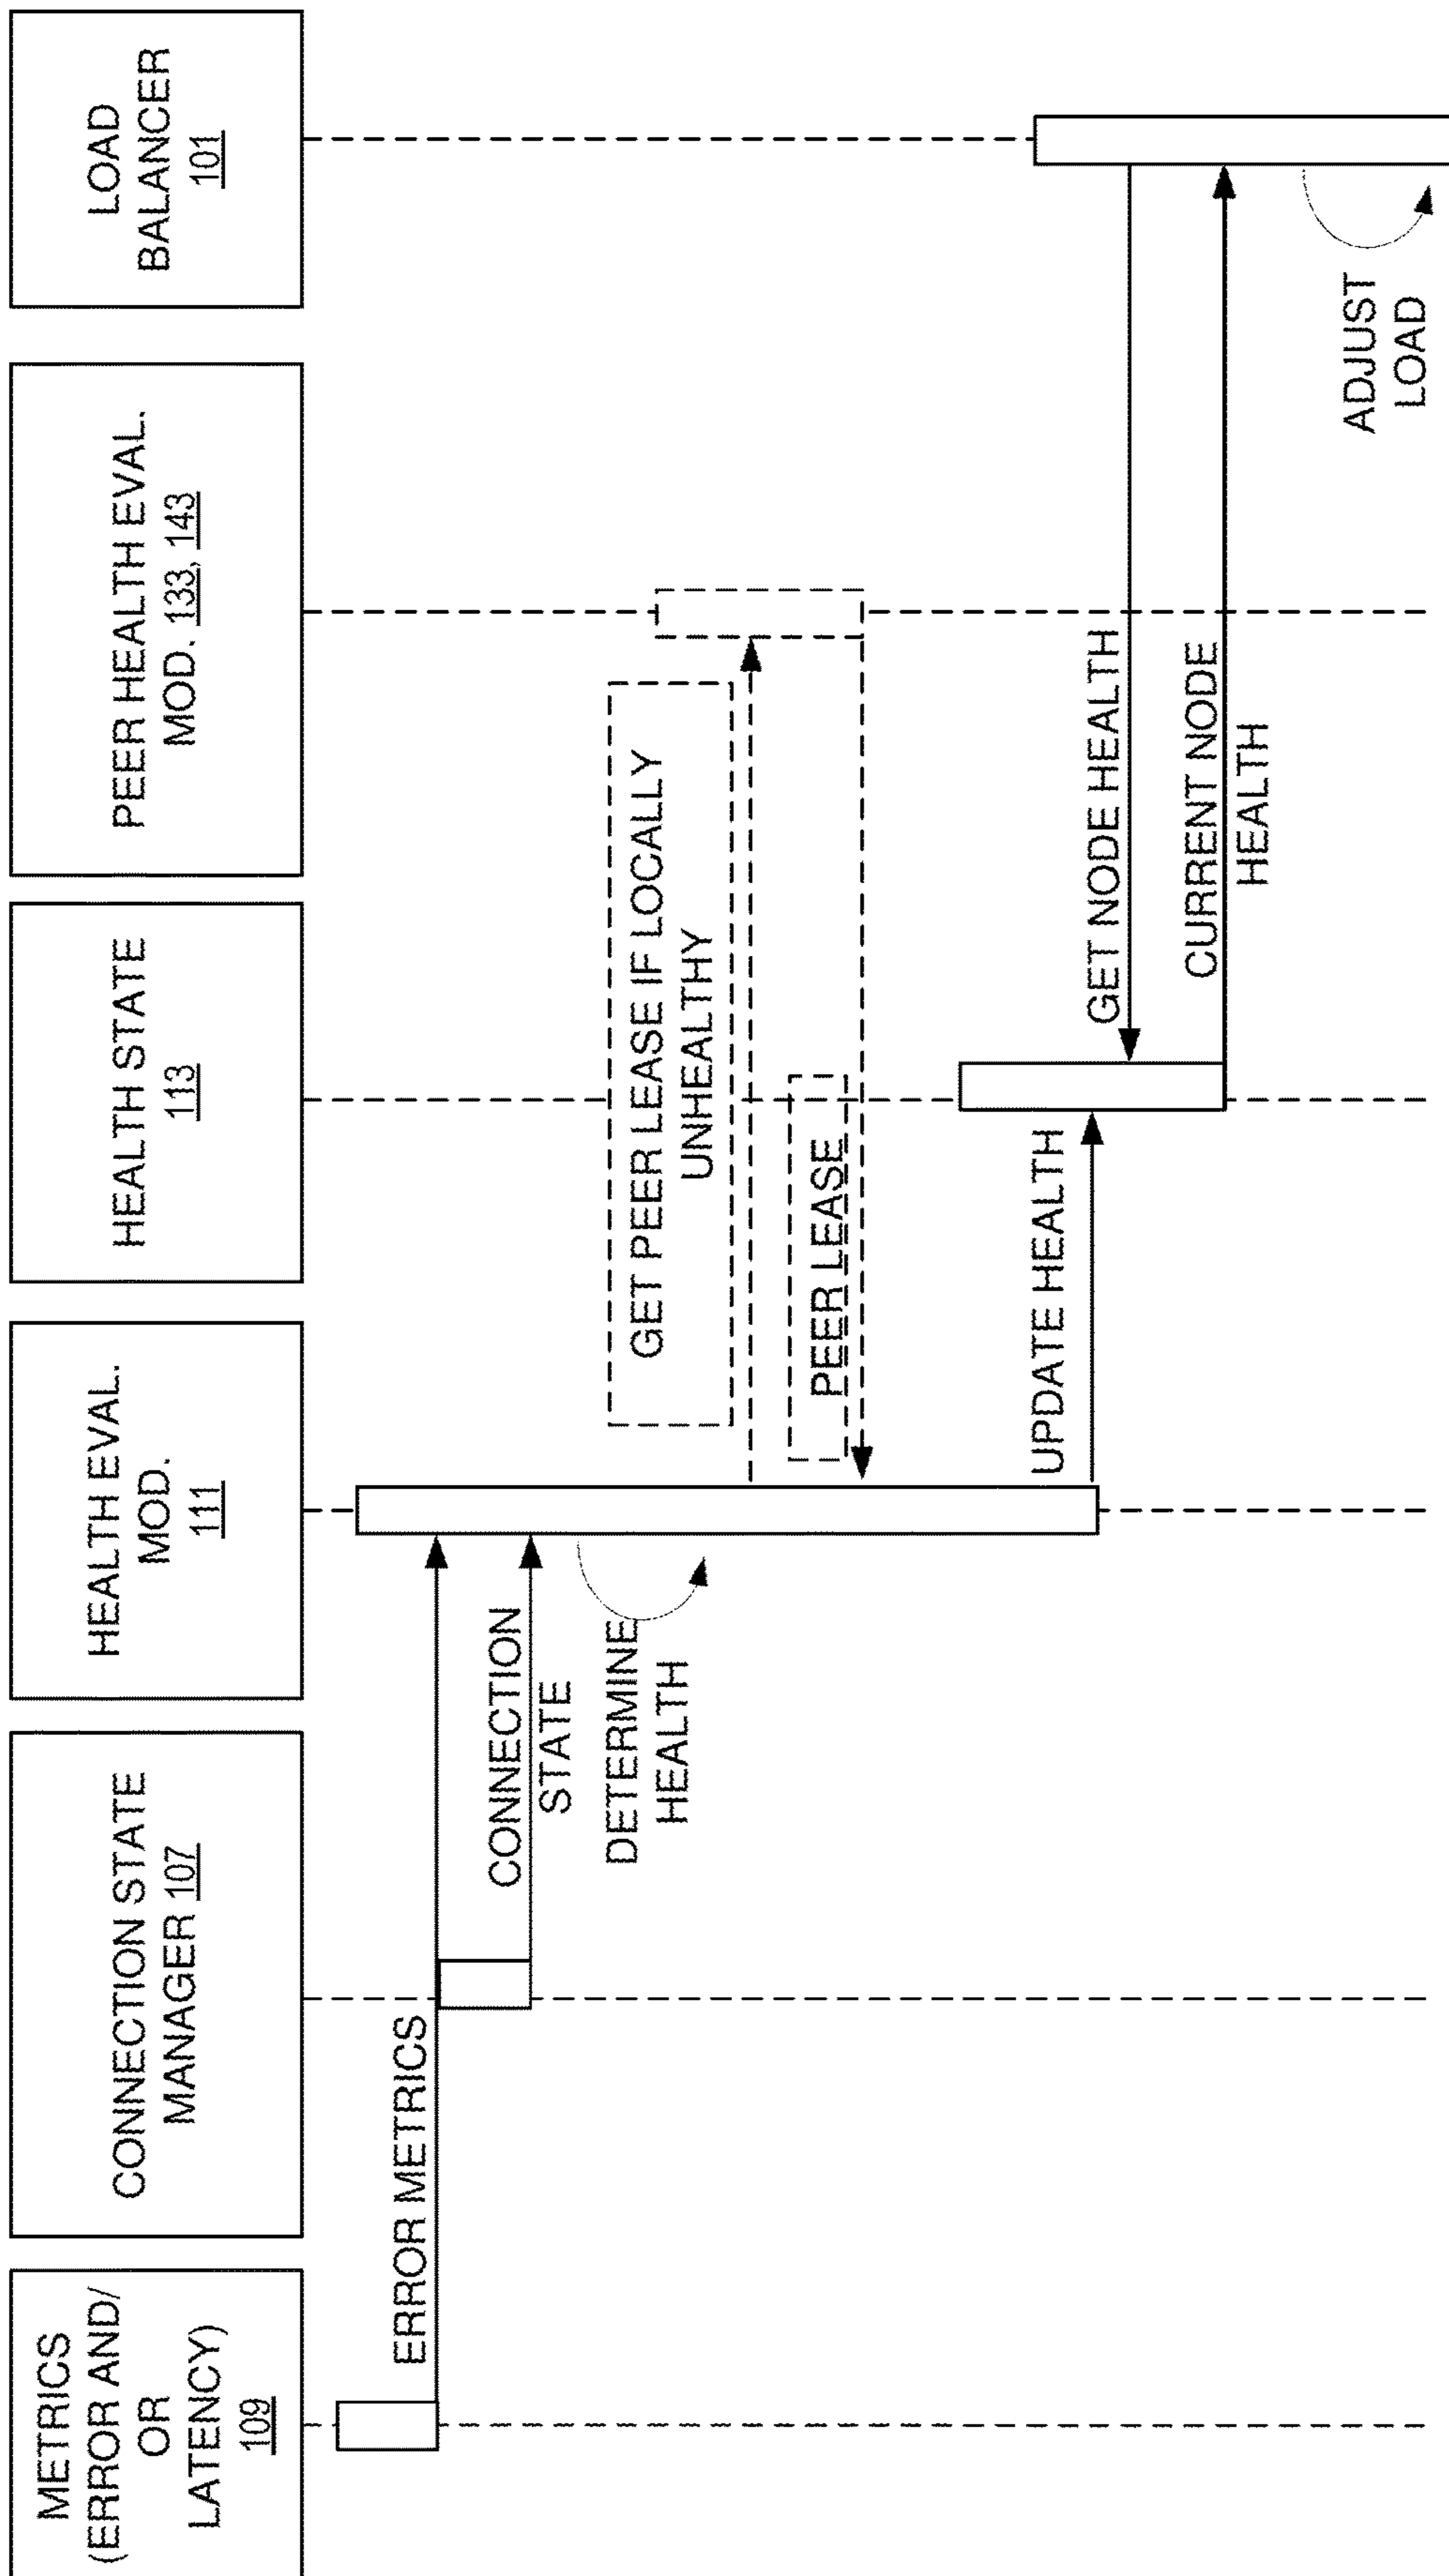 METRICS
(ERROR AND/
OR
LATENCY)
109
CONNECTION STATE
MANAGER 107
HEALTH EVAL.
MOD.
111
HEALTH STATE
113
PEER HEALTH EVAL.
MOD. 133, 143
LOAD
BALANCER
101
ERROR METRICS
CONNECTION
STATE
DETERMINE
HEALTH
GET PEER LEASE IF LOCALLY
UNHEALTHY
PEER LEASE
UPDATE HEALTH
GET NODE HEALTH
CURRENT NODE
HEALTH
ADJUST
LOAD